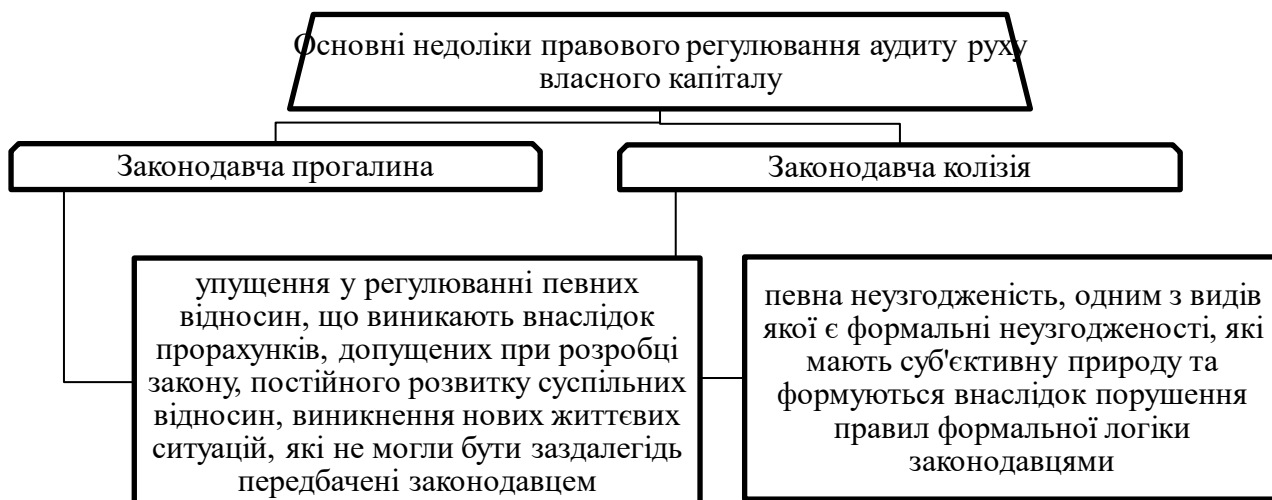 Основні недоліки правового регулювання аудиту руху
власного капіталу
Законодавча прогалина
Законодавча колізія
упущення у регулюванні певних
відносин, що виникають внаслідок
прорахунків, допущених при розробці
закону, постійного розвитку суспільних
відносин, виникнення нових життєвих
ситуацій, які не могли бути заздалегідь
передбачені законодавцем
певна неузгодженість, одним з видів
якої є формальні неузгодженості, які
мають суб'єктивну природу та
формуються внаслідок порушення
правил формальної логіки
законодавцями